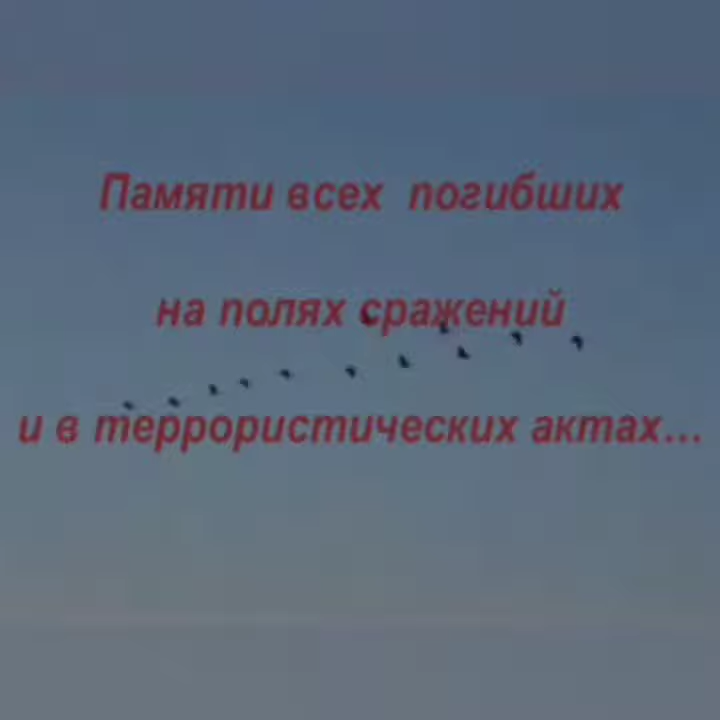 Памяти всех погибших
на полях сражений
и в террористических актах...